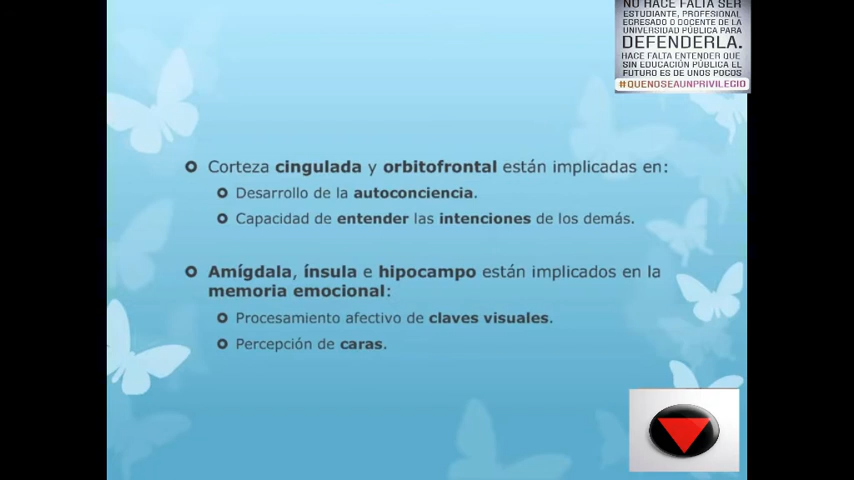 NO HACE FALTA SER
ESTUDIANTE, PROFESIONAL,
EGRESADO O DOCENTE DE LA
UNIVERSIDAD PÚBLICA PARA
DEFENDERLA.
HACE FALTA ENTENDER QUE
SIN EDUCACIÓN PÚBLICA EL
FUTURO ES DE UNOS POCOS
#QUENOSEAUNPRIVILEGIO
Corteza cingulada y orbitofrontal están implicadas en:
Desarrollo de la autoconciencia.
Capacidad de entender las intenciones de los demás.
Amígdala, ínsula e hipocampo están implicados en la
memoria emocional:
Procesamiento afectivo de claves visuales.
Percepción de caras.